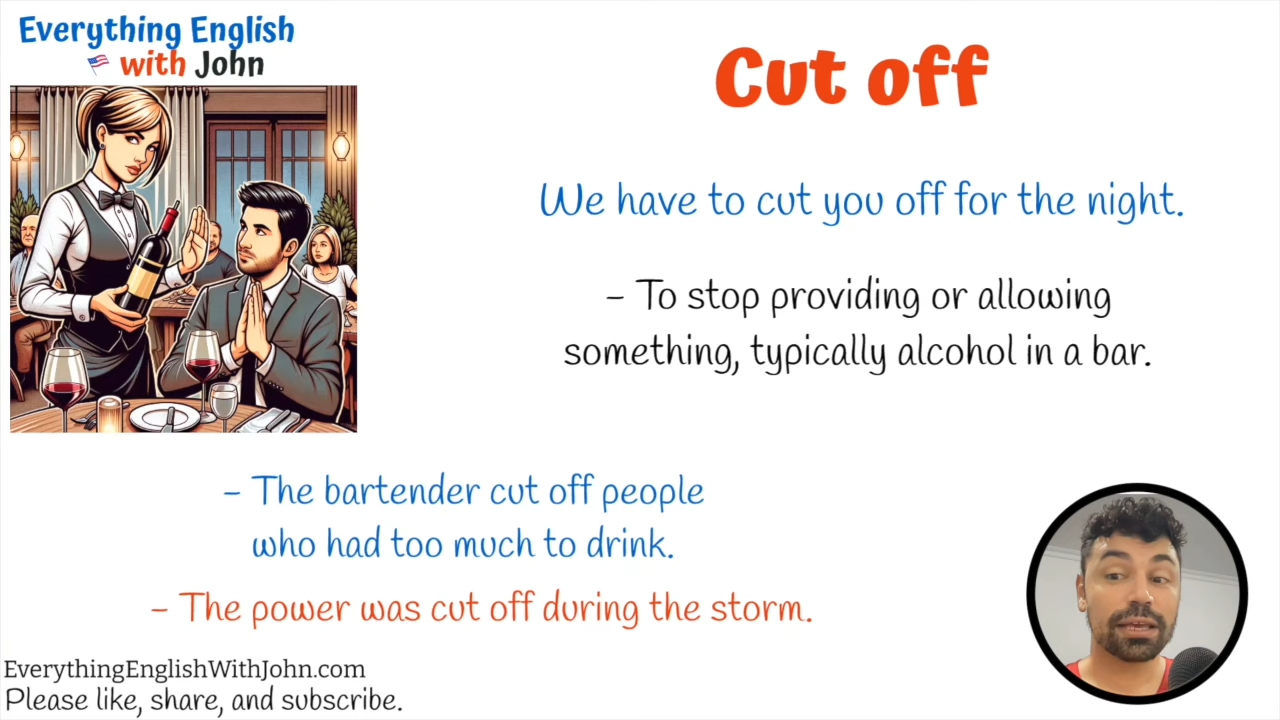 Everything English
with John
Cut off
We have to cut you off for the night.
- To stop providing or allowing
something, typically alcohol in a bar.
- The bartender cut off people
who had too much to drink.
- The power was cut off during the storm.
EverythingEnglishWithJohn.com
Please like, share, and subscribe.